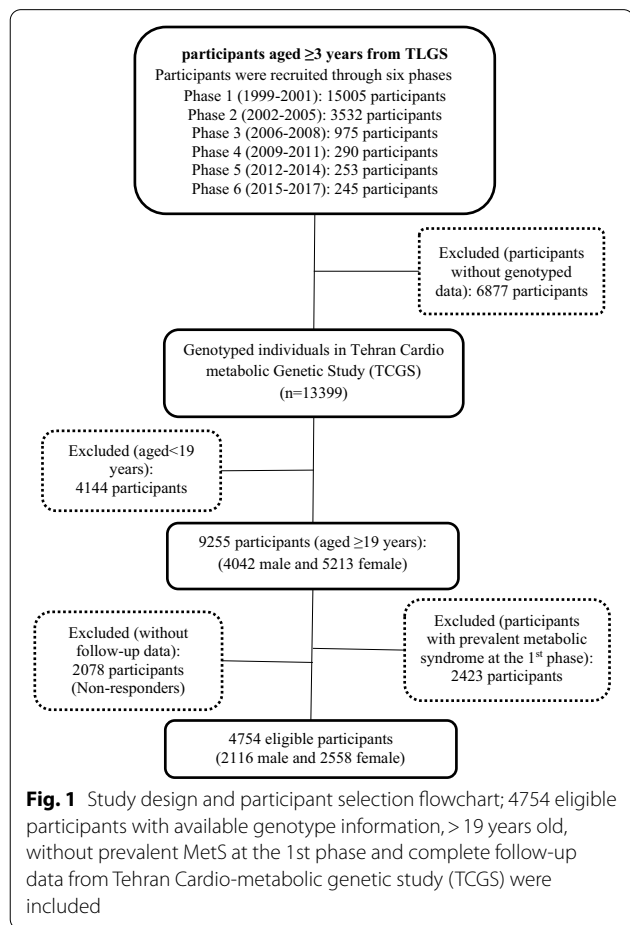 participants aged ≥3 years from TLGS
Participants were recruited through six phases
Phase 1 (1999-2001): 15005 participants
Phase 2 (2002-2005): 3532 participants
Phase 3 (2006-2008): 975 participants
Phase 4 (2009-2011): 290 participants
Phase 5 (2012-2014): 253 participants
Phase 6 (2015-2017): 245 participants
Excluded (participants
without genotyped
data): 6877 participants
Genotyped individuals in Tehran Cardio
metabolic Genetic Study (TCGS)
(n=13399)
Excluded (aged<19
years):
4144 participants
9255 participants (aged ≥19 years):
(4042 male and 5213 female)
Excluded (without
follow-up data):
2078 participants
(Non-responders)
Excluded (participants
with prevalent metabolic
syndrome at the 1st phase):
2423 participants
4754 eligible participants
(2116 male and 2558 female)
Fig. 1 Study design and participant selection flowchart; 4754 eligible
participants with available genotype information, > 19 years old,
without prevalent MetS at the 1st phase and complete follow-up
data from Tehran Cardio-metabolic genetic study (TCGS) were
included